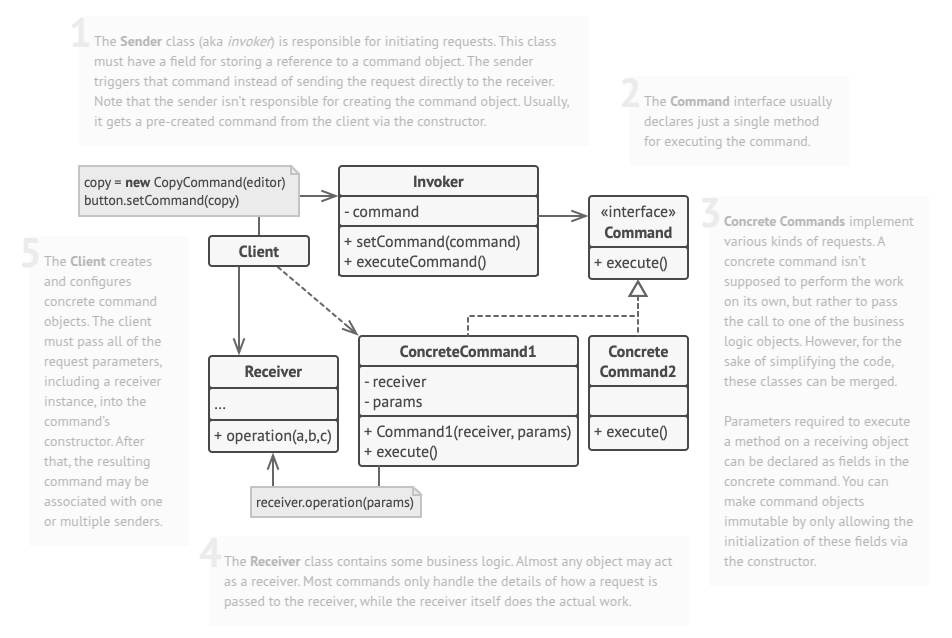 1
The Sender class (aka invoker) is responsible for initiating requests. This class
must have a field for storing a reference to a command object. The sender
triggers that command instead of sending the request directly to the receiver.
Note that the sender isn't responsible for creating the command object. Usually,
it gets a pre-created command from the client via the constructor.
2
The Command interface usually
declares just a single method
for executing the command.
copy = new CopyCommand(editor)
button.setCommand(copy)
Invoker
- command
+ setCommand(command)
+ executeCommand()
«interface»
Command
+ execute()
3
Concrete Commands implement
various kinds of requests. A
concrete command isn't
supposed to perform the work
on its own, but rather to pass
the call to one of the business
logic objects. However, for the
sake of simplifying the code,
these classes can be merged.
Parameters required to execute
a method on a receiving object
can be declared as fields in the
concrete command. You can
make command objects
immutable by only allowing the
initialization of these fields via
the constructor.
5
The Client creates
and configures
concrete command
objects. The client
must pass all of the
request parameters,
including a receiver
instance, into the
command's
constructor. After
that, the resulting
command may be
associated with one
or multiple senders.
Client
Receiver
...
+ operation(a,b,c)
ConcreteCommand1
- receiver
- params
+ Command1(receiver, params)
+ execute()
Concrete
Command2
+ execute()
receiver.operation(params)
4
The Receiver class contains some business logic. Almost any object may act
as a receiver. Most commands only handle the details of how a request is
passed to the receiver, while the receiver itself does the actual work.